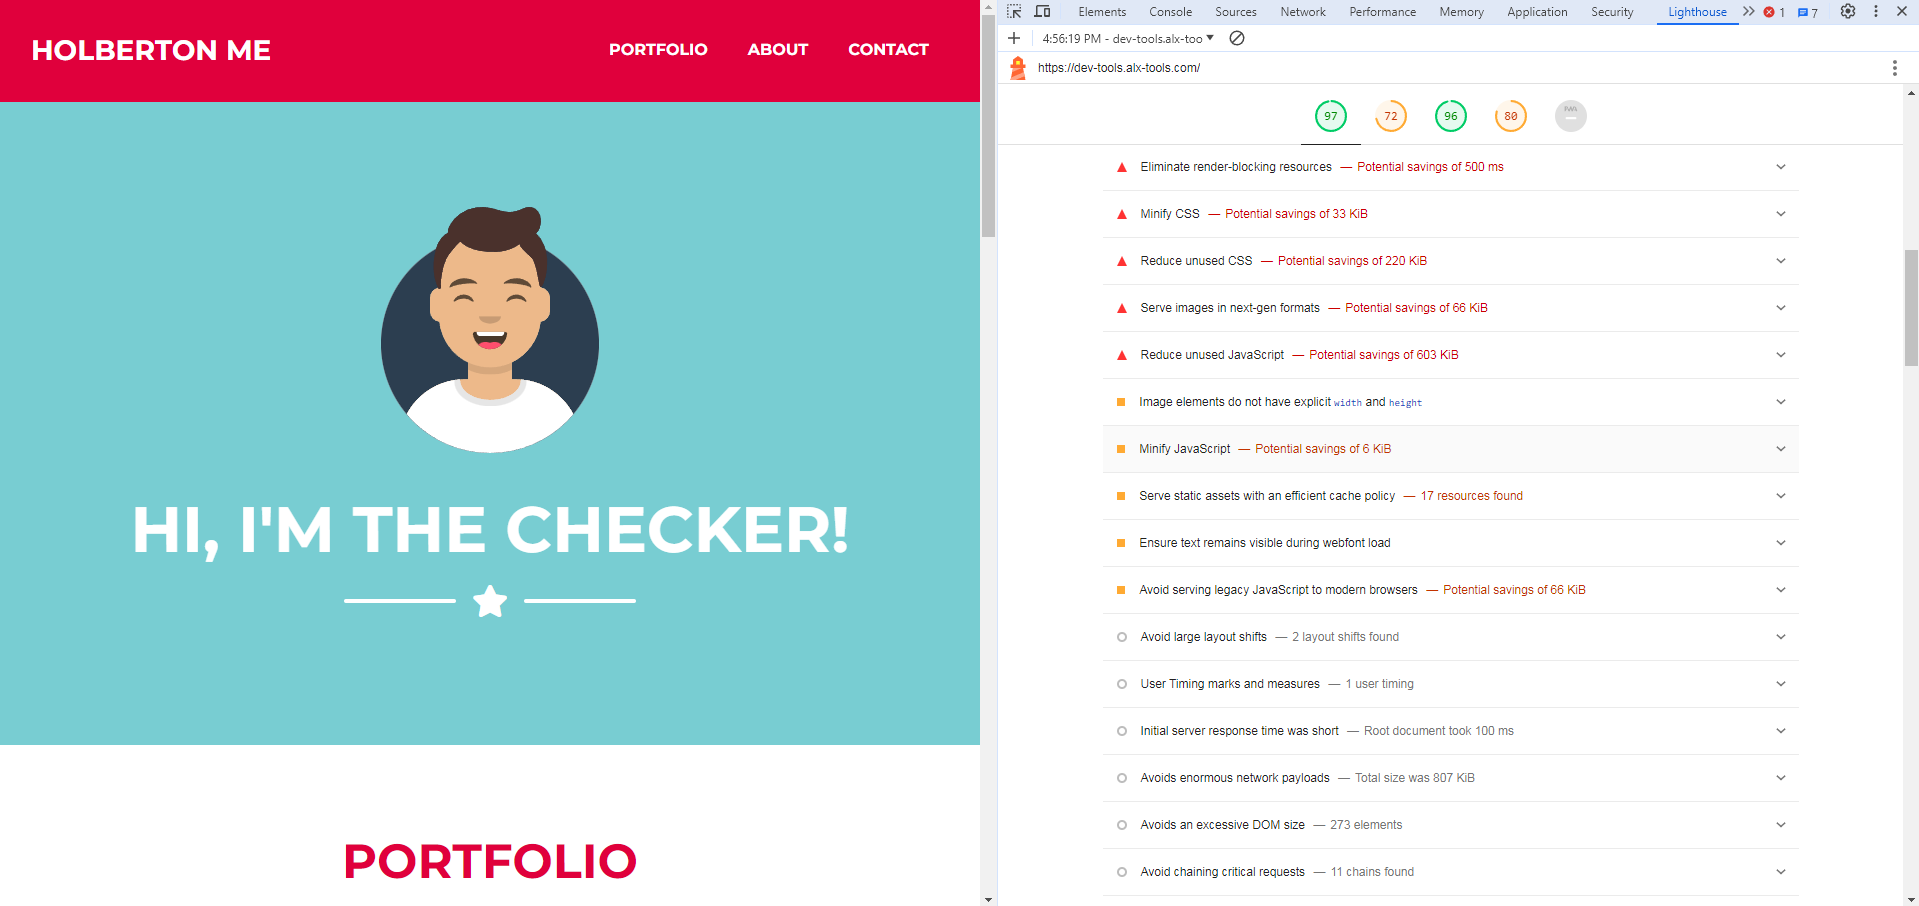 HOLBERTON ME
PORTFOLIO ABOUT CONTACT
HI, I'M THE CHECKER!
PORTFOLIO
Elements Console Sources Network Performance Memory Application Security Lighthouse 1 7
4:56:19 PM - dev-tools.alx-too
https://dev-tools.alx-tools.com/
97 72 96 80 PWA
Eliminate render-blocking resources — Potential savings of 500 ms
Minify CSS — Potential savings of 33 KiB
Reduce unused CSS — Potential savings of 220 KiB
Serve images in next-gen formats — Potential savings of 66 KiB
Reduce unused JavaScript — Potential savings of 603 KiB
Image elements do not have explicit width and height
Minify JavaScript — Potential savings of 6 KiB
Serve static assets with an efficient cache policy — 17 resources found
Ensure text remains visible during webfont load
Avoid serving legacy JavaScript to modern browsers — Potential savings of 66 KiB
Avoid large layout shifts — 2 layout shifts found
User Timing marks and measures — 1 user timing
Initial server response time was short — Root document took 100 ms
Avoids enormous network payloads — Total size was 807 KiB
Avoids an excessive DOM size — 273 elements
Avoid chaining critical requests — 11 chains found